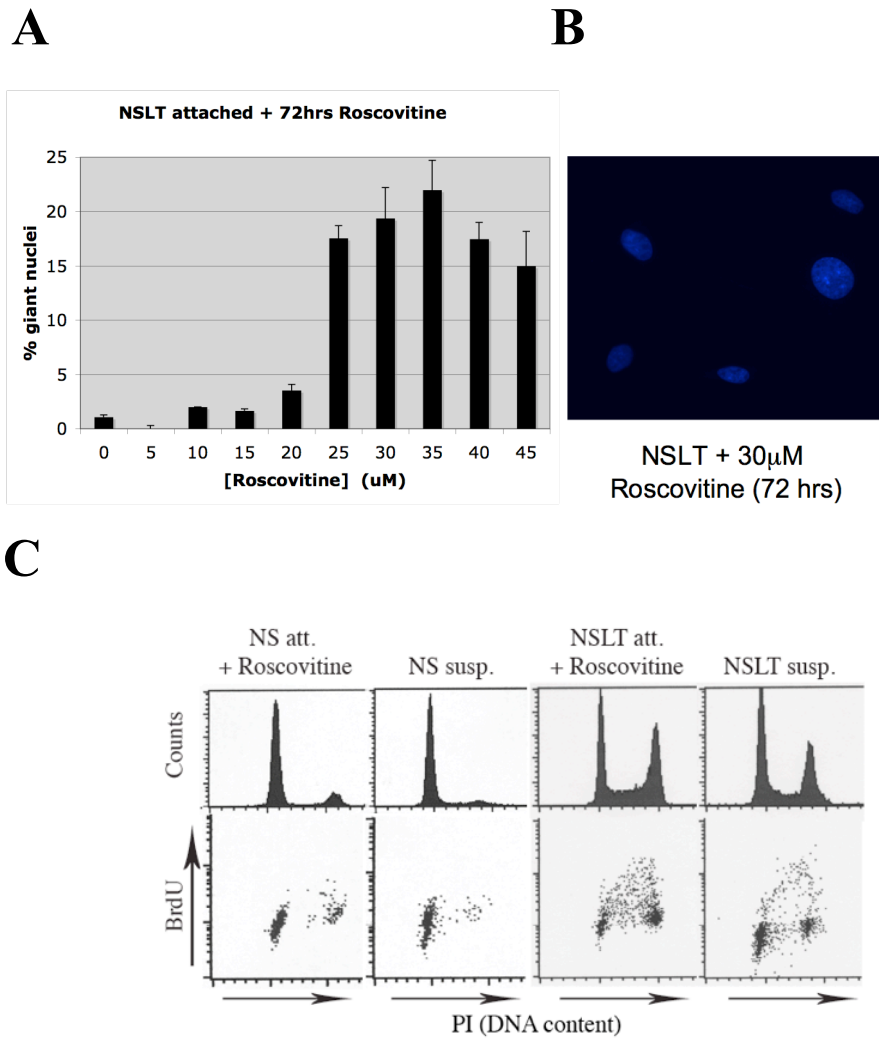 A
B
NSLT attached + 72hrs Roscovitine
% giant nuclei
25
20
15
10
5
0
0 5 10 15 20 25 30 35 40 45
[Roscovitine] (uM)
NSLT + 30μM
Roscovitine (72 hrs)
C
NS att.
+ Roscovitine
NS susp.
NSLT att.
+ Roscovitine
NSLT susp.
Counts
BrdU
PI (DNA content)